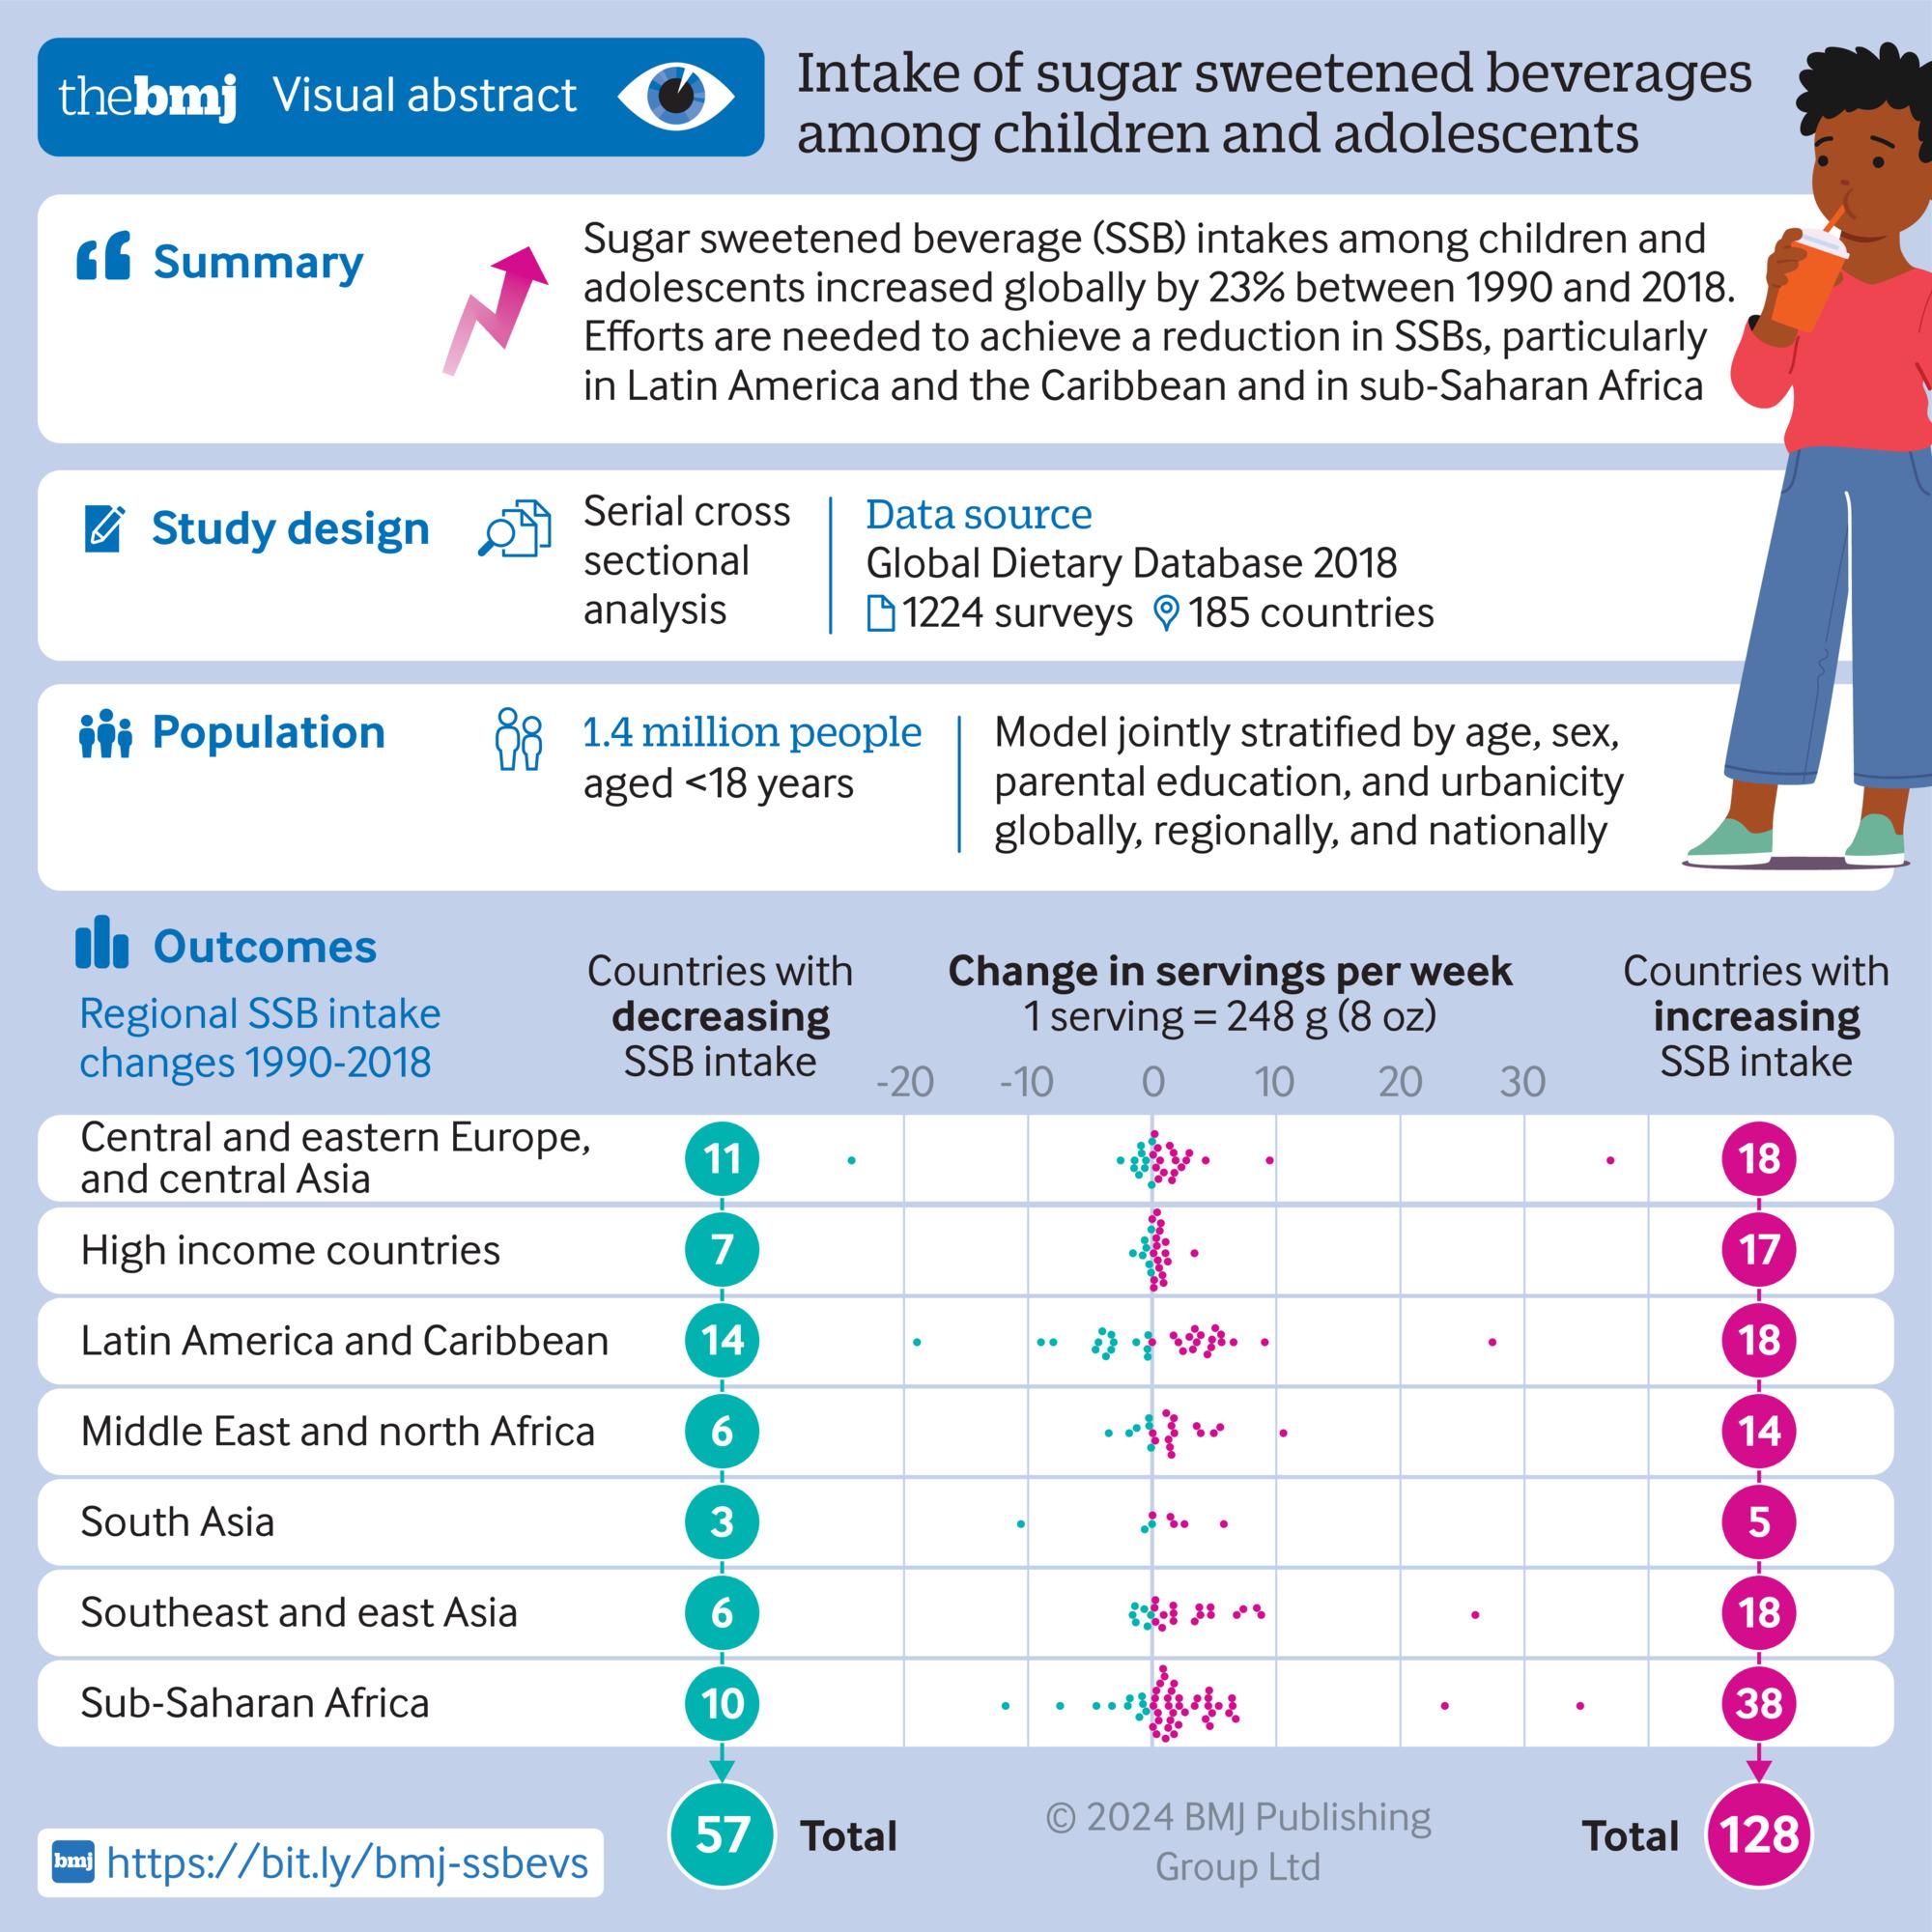 thebmj Visual abstract
Intake of sugar sweetened beverages
among children and adolescents
Summary
Sugar sweetened beverage (SSB) intakes among children and
adolescents increased globally by 23% between 1990 and 2018.
Efforts are needed to achieve a reduction in SSBs, particularly
in Latin America and the Caribbean and in sub-Saharan Africa
Study design
Serial cross
sectional
analysis
Data source
Global Dietary Database 2018
1224 surveys 185 countries
Population
1.4 million people
aged <18 years
Model jointly stratified by age, sex,
parental education, and urbanicity
globally, regionally, and nationally
Outcomes
Regional SSB intake
changes 1990-2018
Countries with
decreasing
SSB intake
Change in servings per week
1 serving = 248 g (8 oz)
Countries with
increasing
SSB intake
-20 -10 0 10 20 30
Central and eastern Europe,
and central Asia
11 18
High income countries 7 17
Latin America and Caribbean 14 18
Middle East and north Africa 6 14
South Asia 3 5
Southeast and east Asia 6 18
Sub-Saharan Africa 10 38
57 Total
Total 128
© 2024 BMJ Publishing
Group Ltd
bmj https://bit.ly/bmj-ssbevs